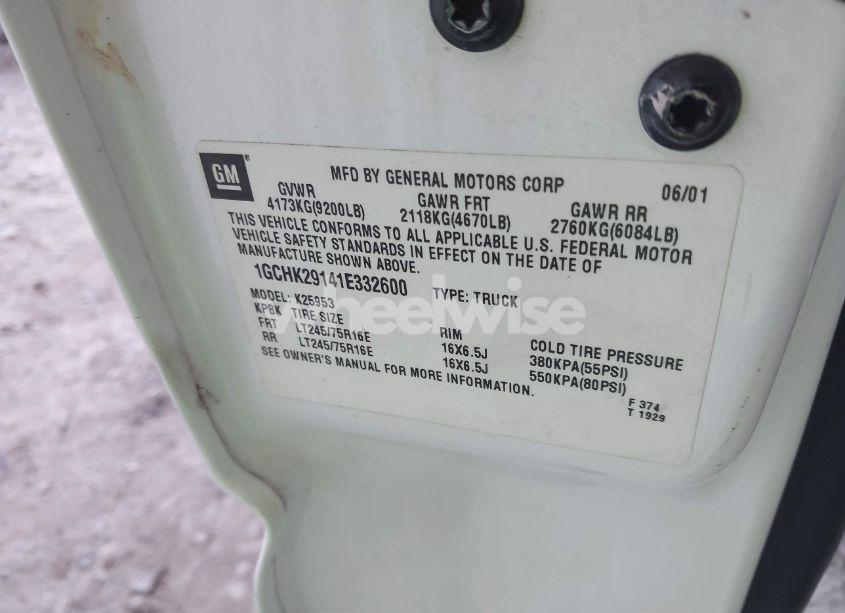 GM
MFD BY GENERAL MOTORS CORP 06/01
GVWR GAWR FRT GAWR RR
4173KG(9200LB) 2118KG(4670LB) 2760KG(6084LB)
THIS VEHICLE CONFORMS TO ALL APPLICABLE U.S. FEDERAL MOTOR
VEHICLE SAFETY STANDARDS IN EFFECT ON THE DATE OF
MANUFACTURE SHOWN ABOVE.
1GCHK29141E332600 TYPE: TRUCK
MODEL: K25953
KPBK TIRE SIZE RIM COLD TIRE PRESSURE
FRT LT245/75R16E 16X6.5J 380KPA(55PSI)
RR LT245/75R16E 16X6.5J 550KPA(80PSI)
SEE OWNER'S MANUAL FOR MORE INFORMATION.
F 374
T 1929
wheelwise